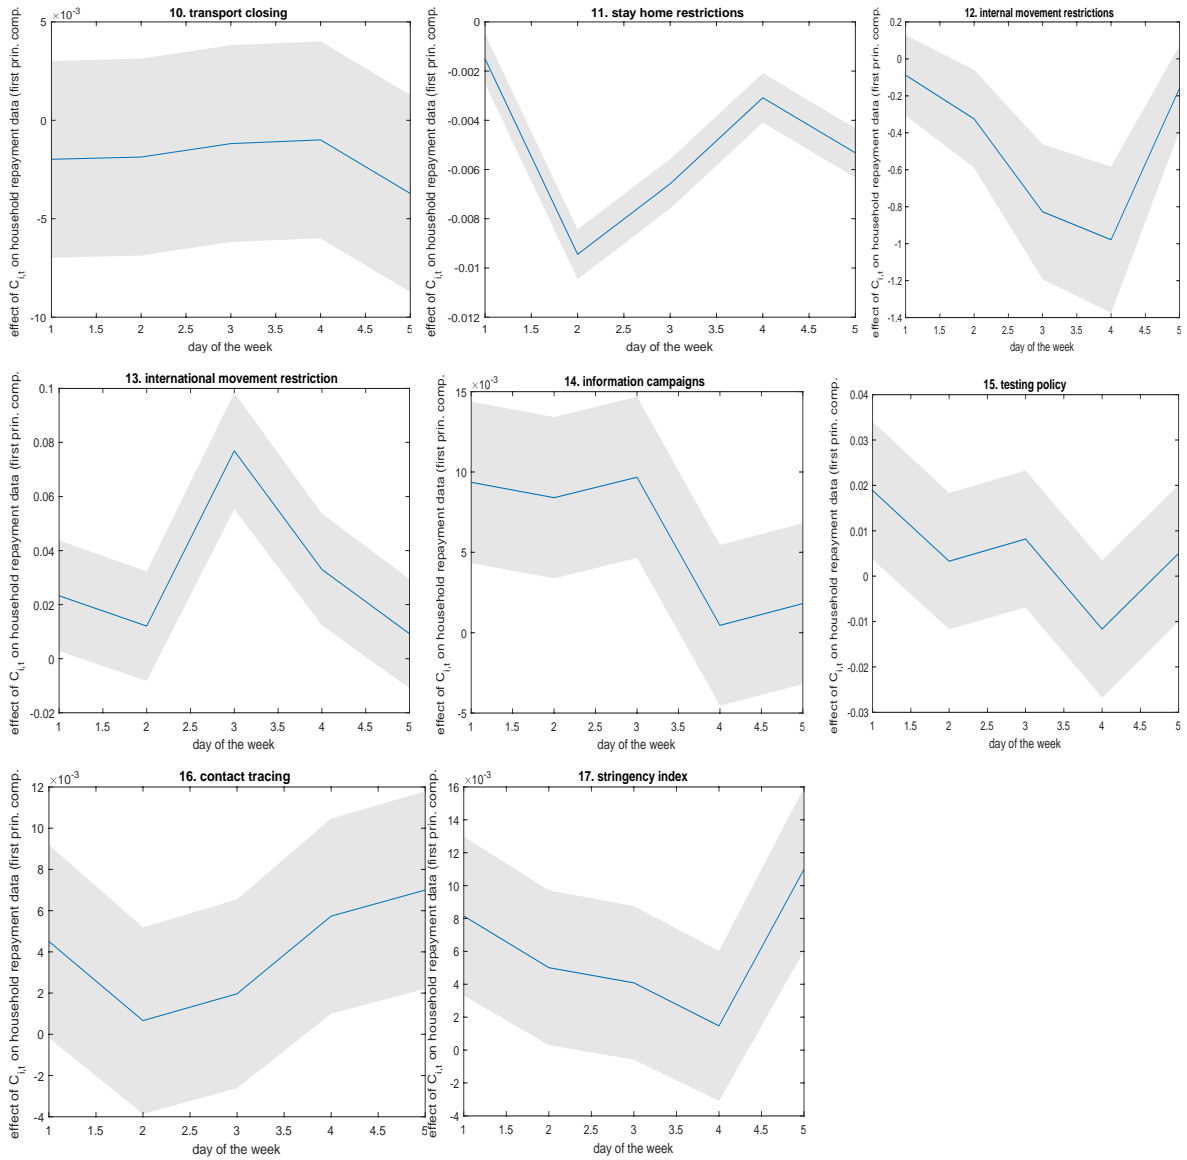 10. transport closing
×10⁻³
effect of C_{i,t} on household repayment data (first prin. comp.
5
0
-5
-10
1 1.5 2 2.5 3 3.5 4 4.5 5
day of the week
11. stay home restrictions
effect of C_{i,t} on household repayment data (first prin. comp.
0
-0.002
-0.004
-0.006
-0.008
-0.01
-0.012
1 1.5 2 2.5 3 3.5 4 4.5 5
day of the week
12. internal movement restrictions
effect of C_{i,t} on household repayment data (first prin. comp.
0.2
0
-0.2
-0.4
-0.6
-0.8
-1
-1.2
-1.4
1 1.5 2 2.5 3 3.5 4 4.5 5
day of the week
13. international movement restriction
effect of C_{i,t} on household repayment data (first prin. comp.
0.1
0.08
0.06
0.04
0.02
0
-0.02
1 1.5 2 2.5 3 3.5 4 4.5 5
day of the week
14. information campaigns
×10⁻³
effect of C_{i,t} on household repayment data (first prin. comp.
15
10
5
0
-5
1 1.5 2 2.5 3 3.5 4 4.5 5
day of the week
15. testing policy
effect of C_{i,t} on household repayment data (first prin. comp.
0.04
0.03
0.02
0.01
0
-0.01
-0.02
-0.03
1 1.5 2 2.5 3 3.5 4 4.5 5
day of the week
16. contact tracing
×10⁻³
effect of C_{i,t} on household repayment data (first prin. comp.
12
10
8
6
4
2
0
-2
-4
1 1.5 2 2.5 3 3.5 4 4.5 5
day of the week
17. stringency index
×10⁻³
effect of C_{i,t} on household repayment data (first prin. comp.
16
14
12
10
8
6
4
2
0
-2
-4
1 1.5 2 2.5 3 3.5 4 4.5 5
day of the week